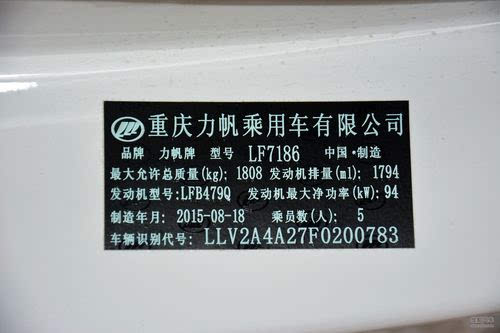 重庆力帆乘用车有限公司
品牌 力帆牌 型号 LF7186 中国·制造
最大允许总质量(kg): 1808 发动机排量(ml): 1794
发动机型号:LFB479Q 发动机最大净功率(kW): 94
制造年月: 2015-08-18 乘员数(人): 5
车辆识别代号: LLV2A4A27F0200783